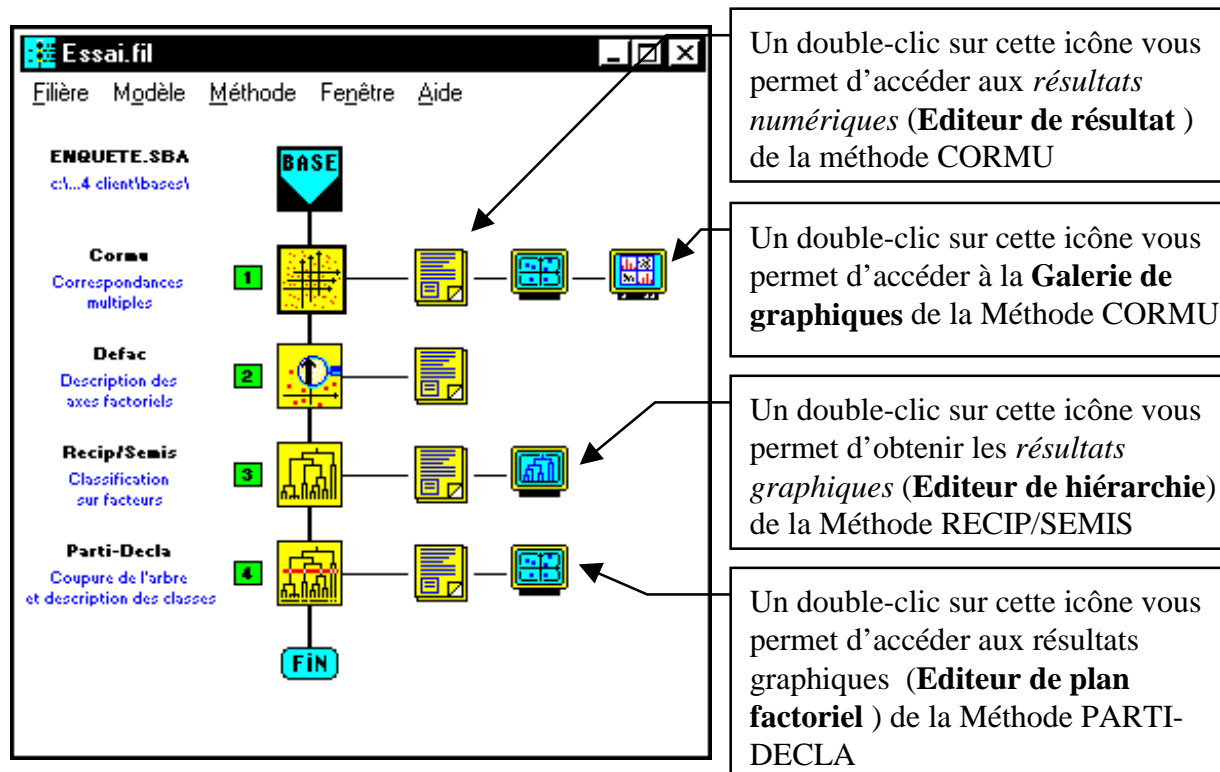 Essai.fil
Filière Modèle Méthode Fenêtre Aide
ENQUETE.SBA
c:\...4 client\bases\
BASE
Cormu
Correspondances
multiples
1
Defac
Description des
axes factoriels
2
Recip/Semis
Classification
sur facteurs
3
Parti-Decla
Coupure de l'arbre
et description des classes
4
FiN
Un double-clic sur cette icône vous
permet d’accéder aux résultats
numériques (Editeur de résultat )
de la méthode CORMU
Un double-clic sur cette icône vous
permet d’accéder à la Galerie de
graphiques de la Méthode CORMU
Un double-clic sur cette icône vous
permet d’obtenir les résultats
graphiques (Editeur de hiérarchie)
de la Méthode RECIP/SEMIS
Un double-clic sur cette icône vous
permet d’accéder aux résultats
graphiques (Editeur de plan
factoriel ) de la Méthode PARTI-
DECLA